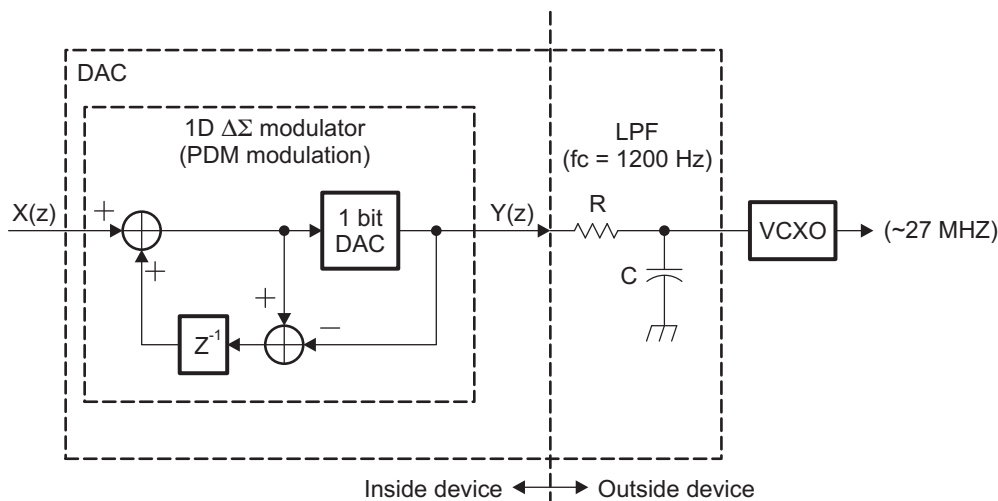 DAC
1D ΔΣ modulator
(PDM modulation)
LPF
(fc = 1200 Hz)
X(z)
+
+
1 bit
DAC
Y(z)
R
VCXO
(~27 MHZ)
+
−
C
Z-1
Inside device
Outside device